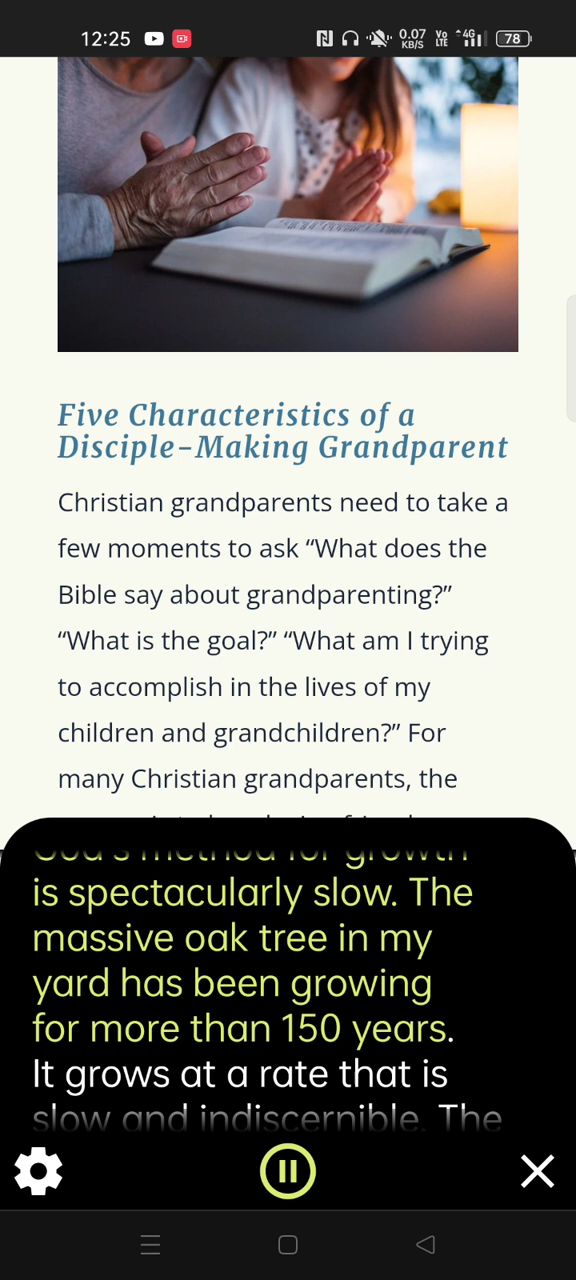 12:25
0.07
KB/S
Vo
LTE
4G
78
Five Characteristics of a
Disciple-Making Grandparent
Christian grandparents need to take a
few moments to ask “What does the
Bible say about grandparenting?”
“What is the goal?” “What am I trying
to accomplish in the lives of my
children and grandchildren?” For
many Christian grandparents, the
God's method for growth
is spectacularly slow. The
massive oak tree in my
yard has been growing
for more than 150 years.
It grows at a rate that is
slow and indiscernible. The